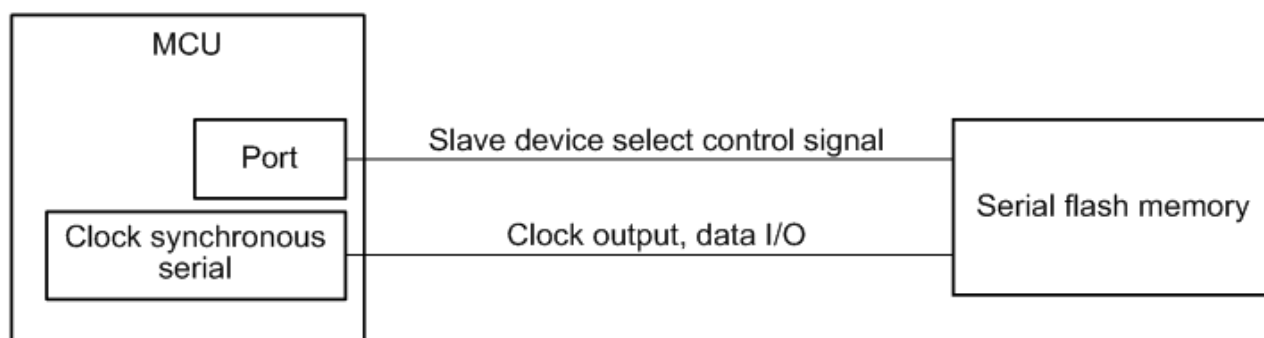 MCU
Port
Slave device select control signal
Serial flash memory
Clock synchronous
serial
Clock output, data I/O